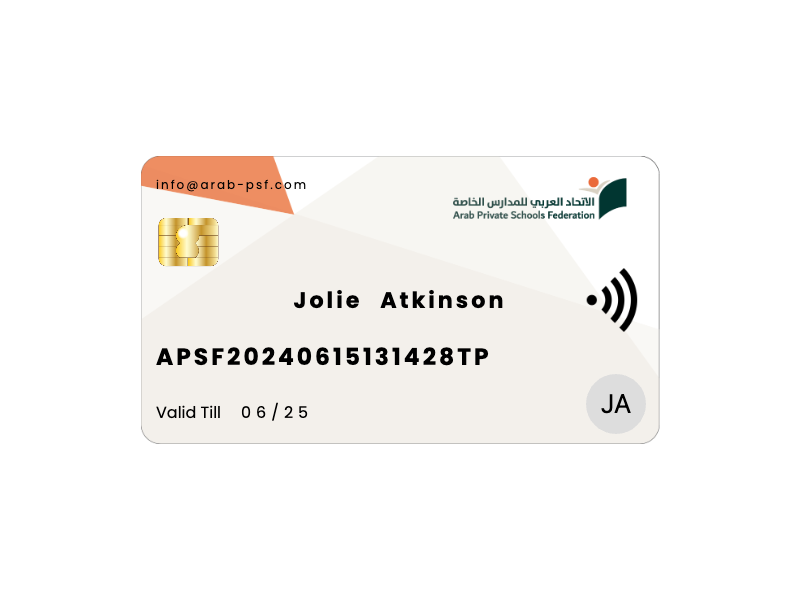 info@arab-psf.com
الاتحاد العربي للمدارس الخاصة
Arab Private Schools Federation
Jolie Atkinson
APSF20240615131428TP
Valid Till 06/25
JA